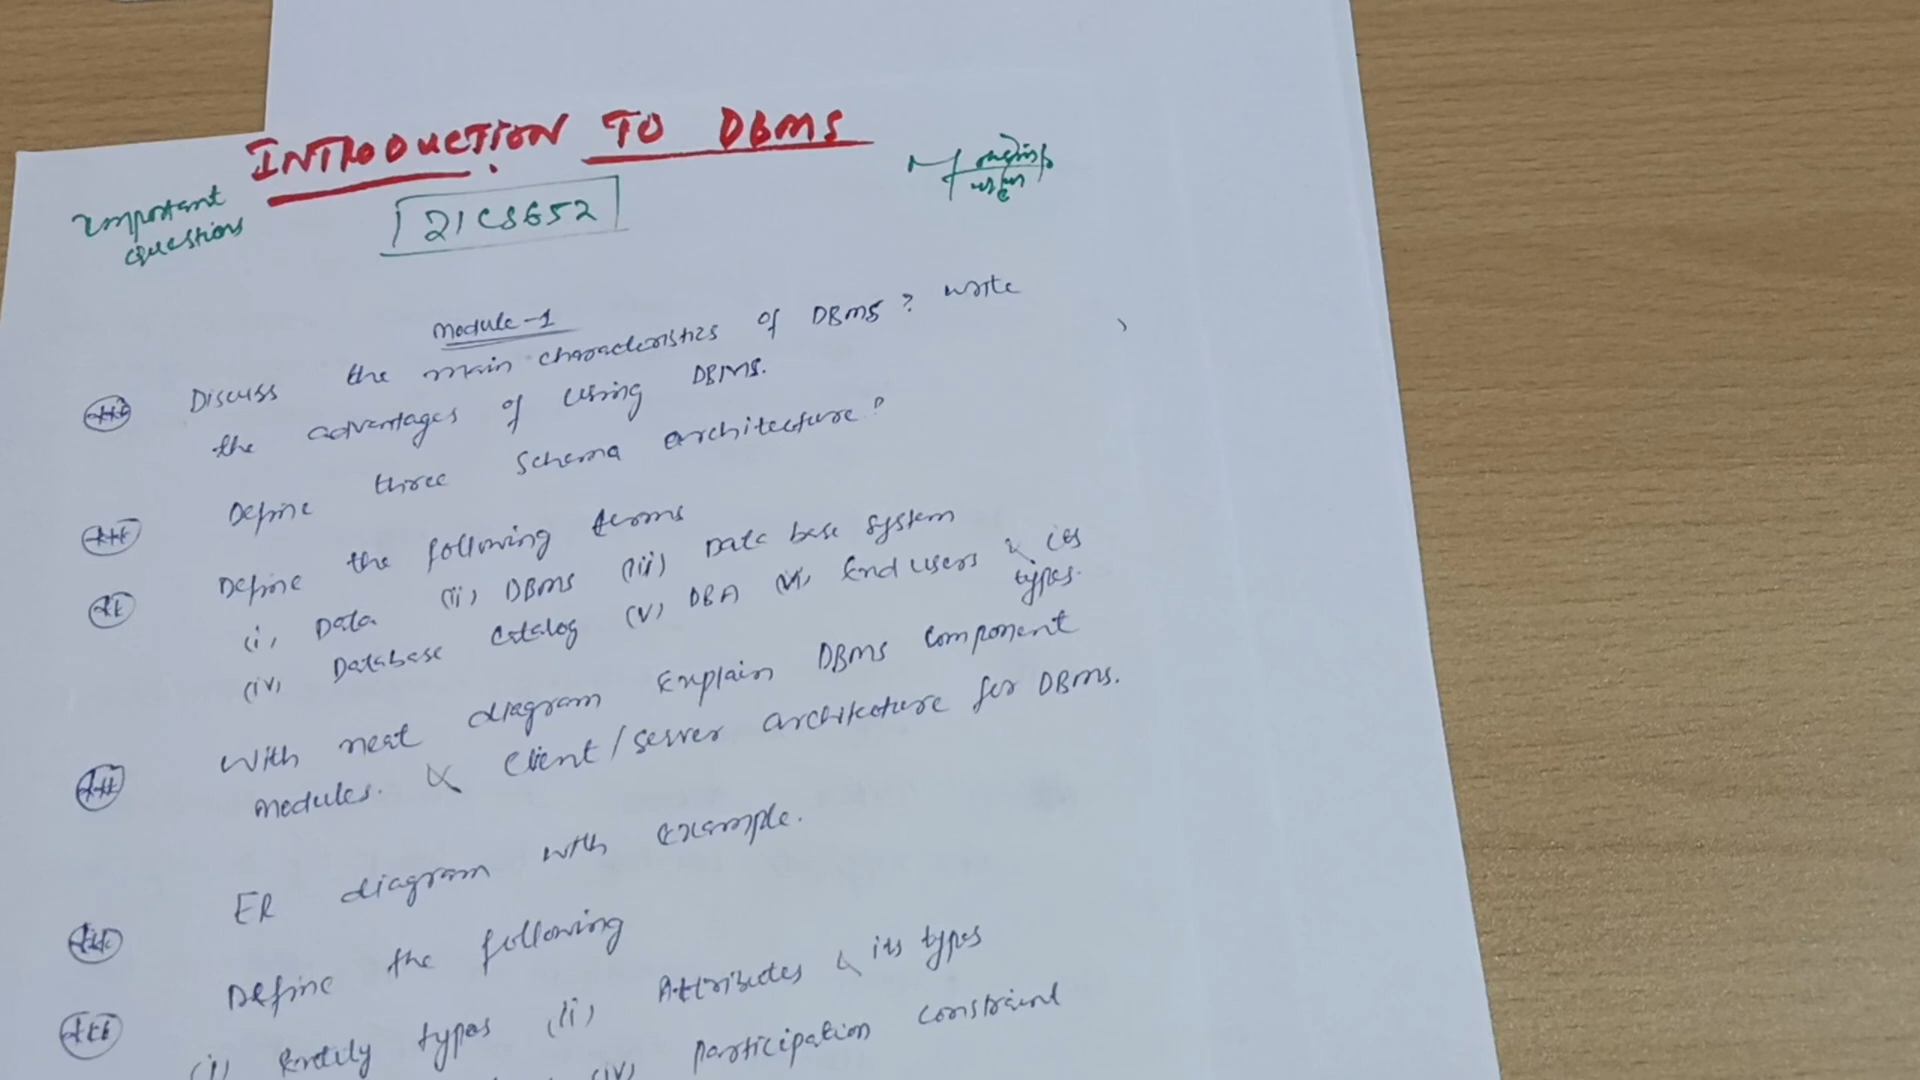 INTRODUCTION TO DBMS
Important
questions
21CS652
Module-1
Discuss the main characteristics of DBMS? write
the advantages of using DBMS.
Define three schema architecture?
Define the following terms
(i) Data (ii) DBMS (iii) Data base system
(iv) Database catalog (v) DBA (vi) End users & its
types.
With neat diagram Explain DBMS component
modules. & client/server architecture for DBMS.
ER diagram with example.
Define the following
(i) Entity types (ii) Attributes & its types
(iv) participation constraint